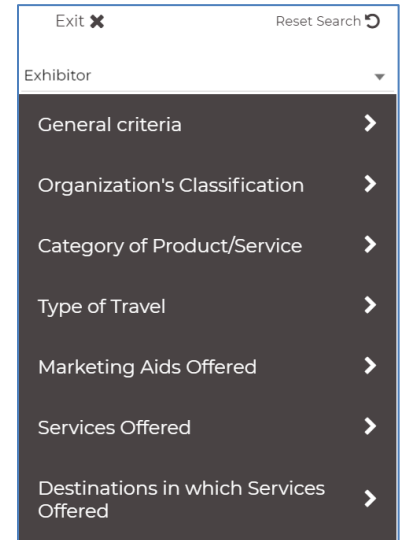 Exit ✖ Reset Search
Exhibitor
General criteria
Organization's Classification
Category of Product/Service
Type of Travel
Marketing Aids Offered
Services Offered
Destinations in which Services
Offered